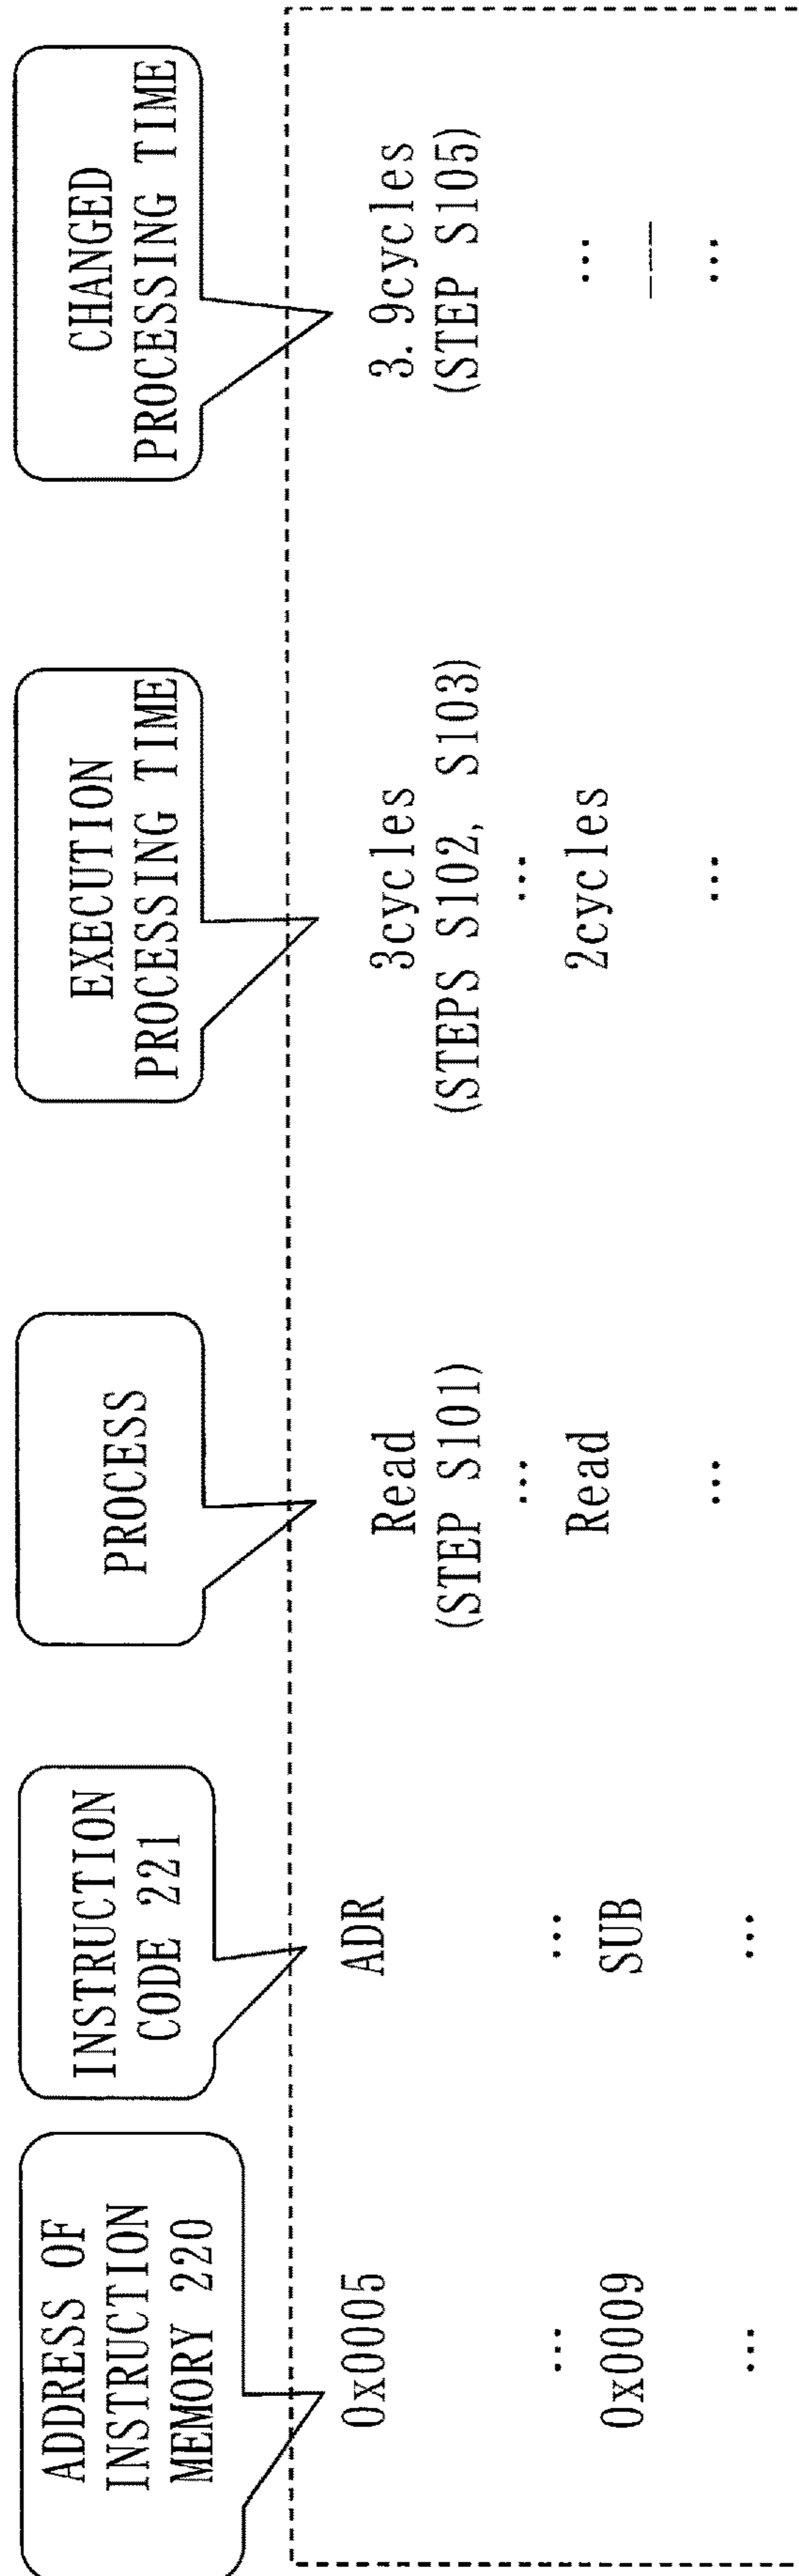 ADDRESS OF
INSTRUCTION
MEMORY 220
INSTRUCTION
CODE 221
PROCESS
EXECUTION
PROCESSING TIME
CHANGED
PROCESSING TIME
0x0005
ADR
Read
(STEP S101)
3cycles
(STEPS S102, S103)
3.9cycles
(STEP S105)
...
...
...
...
...
0x0009
SUB
Read
2cycles
___
...
...
...
...
...